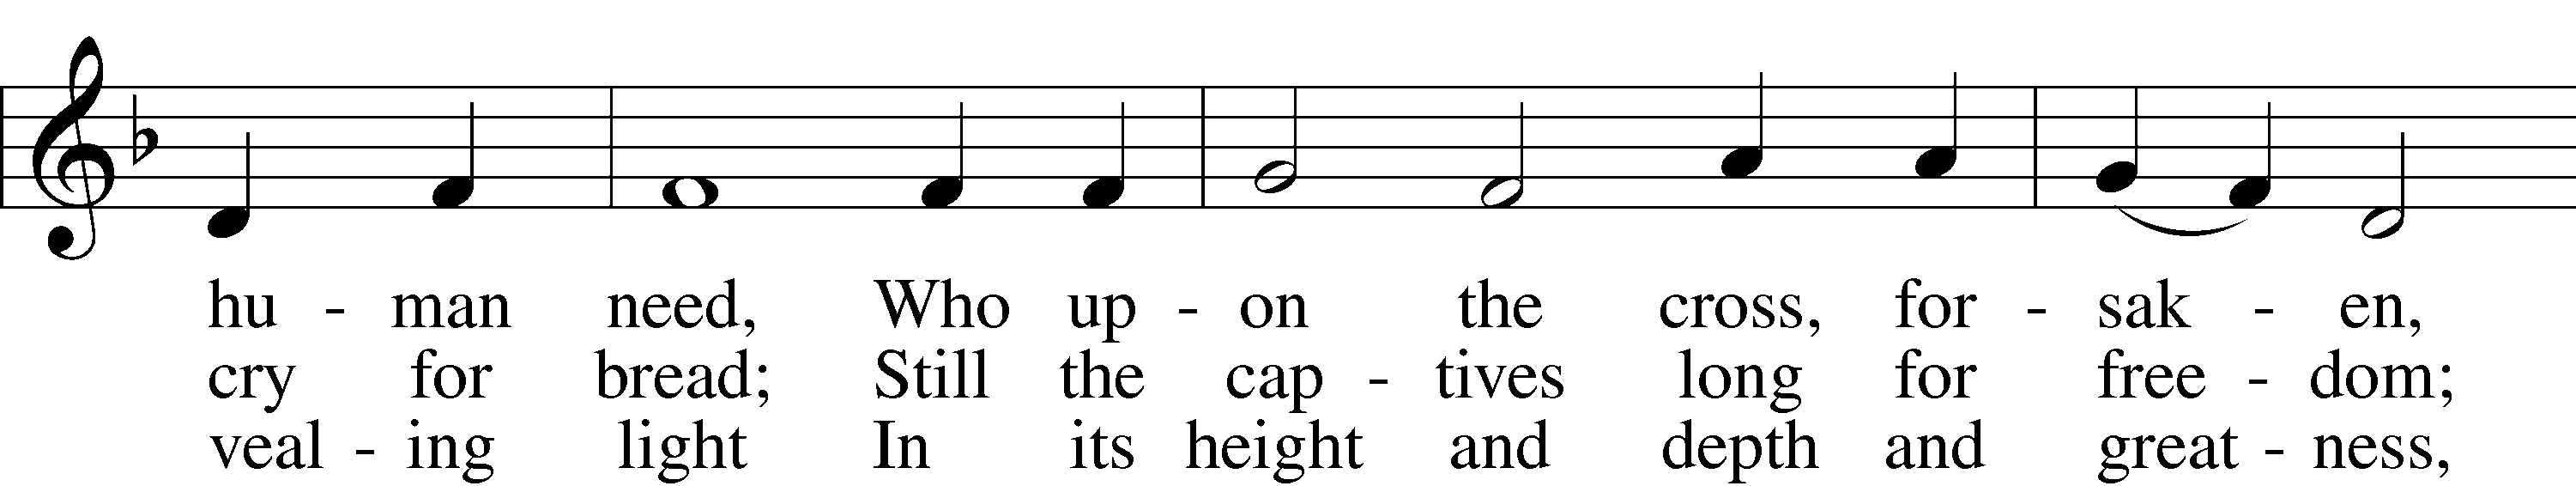 hu - man need, Who up - on the cross, for - sak - en,
cry for bread; Still the cap - tives long for free - dom;
veal - ing light In its height and depth and great - ness,